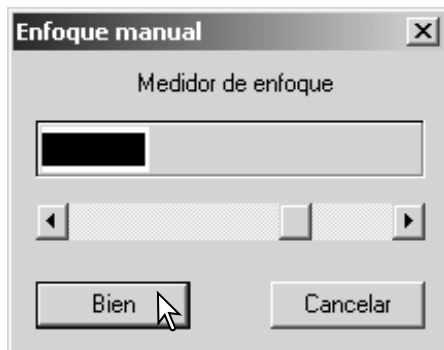 Enfoque manual
Medidor de enfoque
Bien
Cancelar